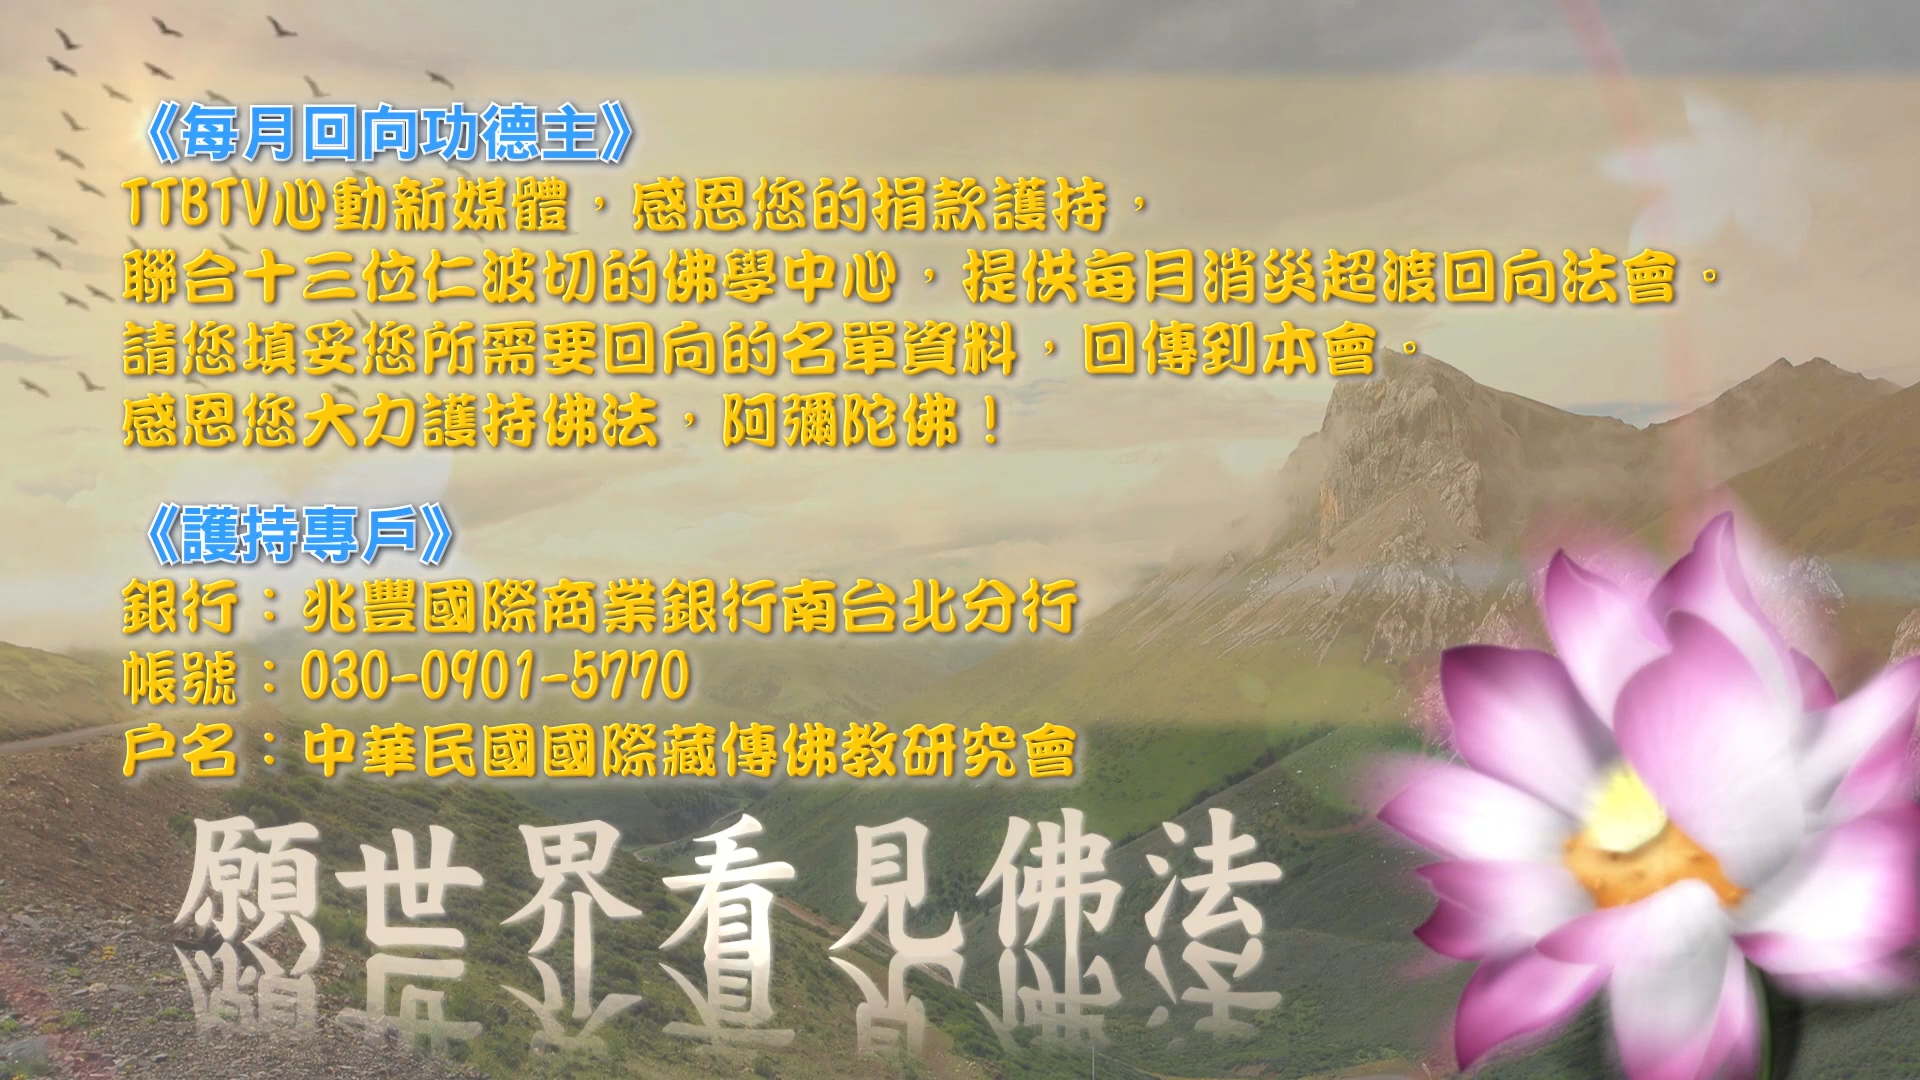 《每月回向功德主》
TTBTV心動新媒體，感恩您的捐款護持，
聯合十三位仁波切的佛學中心，提供每月消災超渡回向法會。
請您填妥您所需要回向的名單資料，回傳到本會。
感恩您大力護持佛法，阿彌陀佛！
《護持專戶》
銀行：兆豐國際商業銀行南台北分行
帳號：030-0901-5770
戶名：中華民國國際藏傳佛教研究會
願世界看見佛法